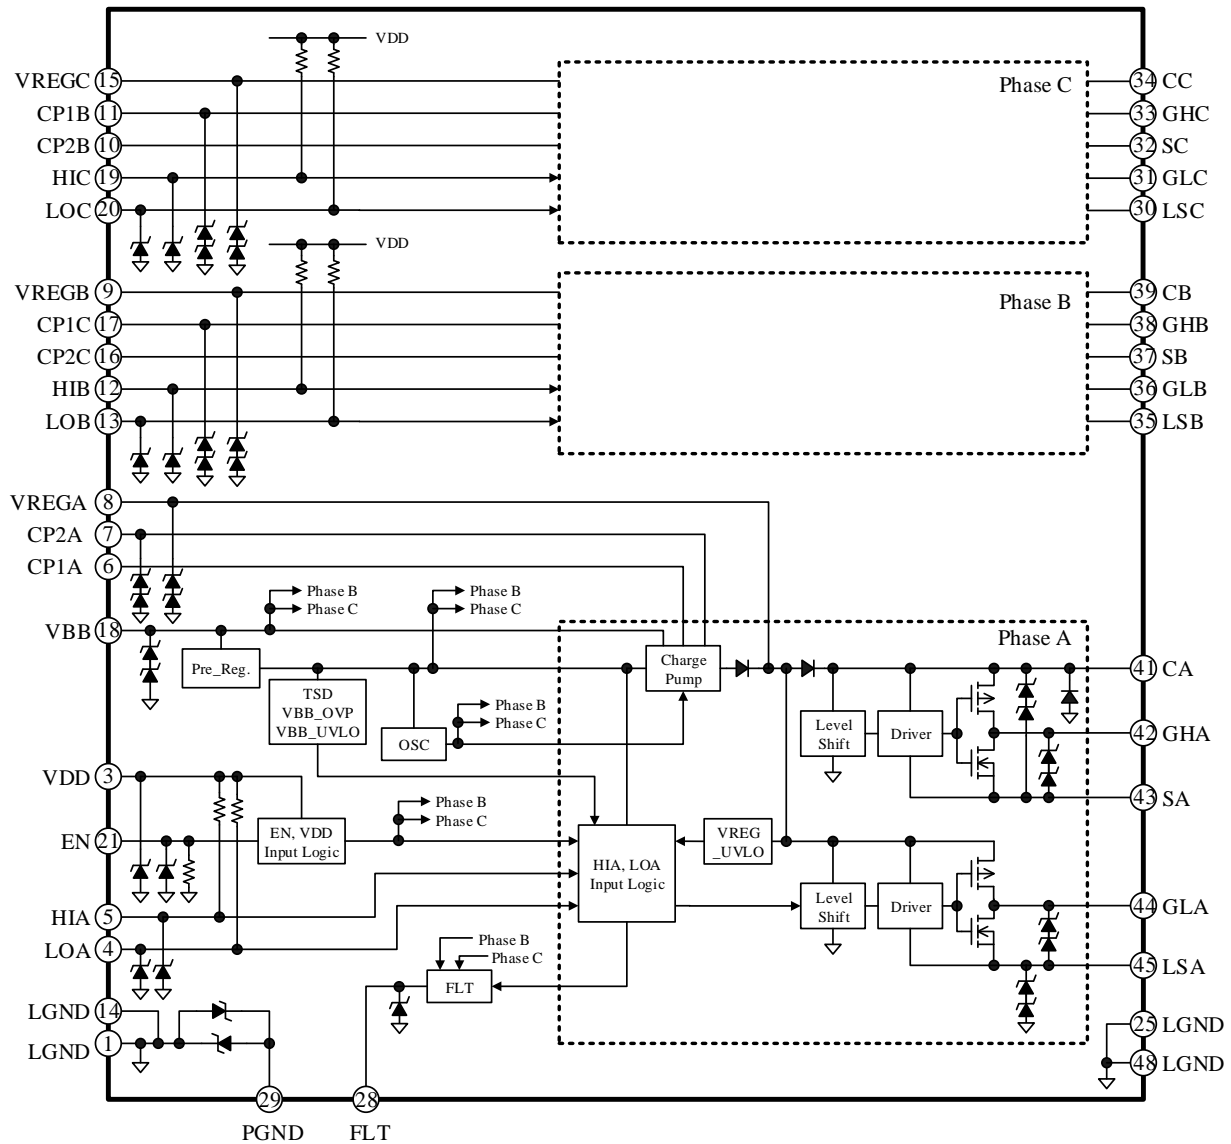 VDD
VREGC 15
Phase C
34 CC
CP1B 11
33 GHC
CP2B 10
32 SC
HIC 19
31 GLC
LOC 20
30 LSC
VDD
VREGB 9
Phase B
39 CB
CP1C 17
38 GHB
CP2C 16
37 SB
HIB 12
36 GLB
LOB 13
35 LSB
VREGA 8
CP2A 7
CP1A 6
Phase B
Phase C
Phase B
Phase C
VBB 18
Phase A
Pre_Reg.
Charge
Pump
41 CA
TSD
VBB_OVP
VBB_UVLO
Phase B
Phase C
OSC
Level
Shift
Driver
42 GHA
VDD 3
43 SA
Phase B
Phase C
EN 21
EN, VDD
Input Logic
VREG
_UVLO
HIA, LOA
Input Logic
Level
Shift
Driver
44 GLA
HIA 5
LOA 4
Phase B
Phase C
45 LSA
FLT
LGND 14
25 LGND
LGND 1
48 LGND
29
PGND
28
FLT